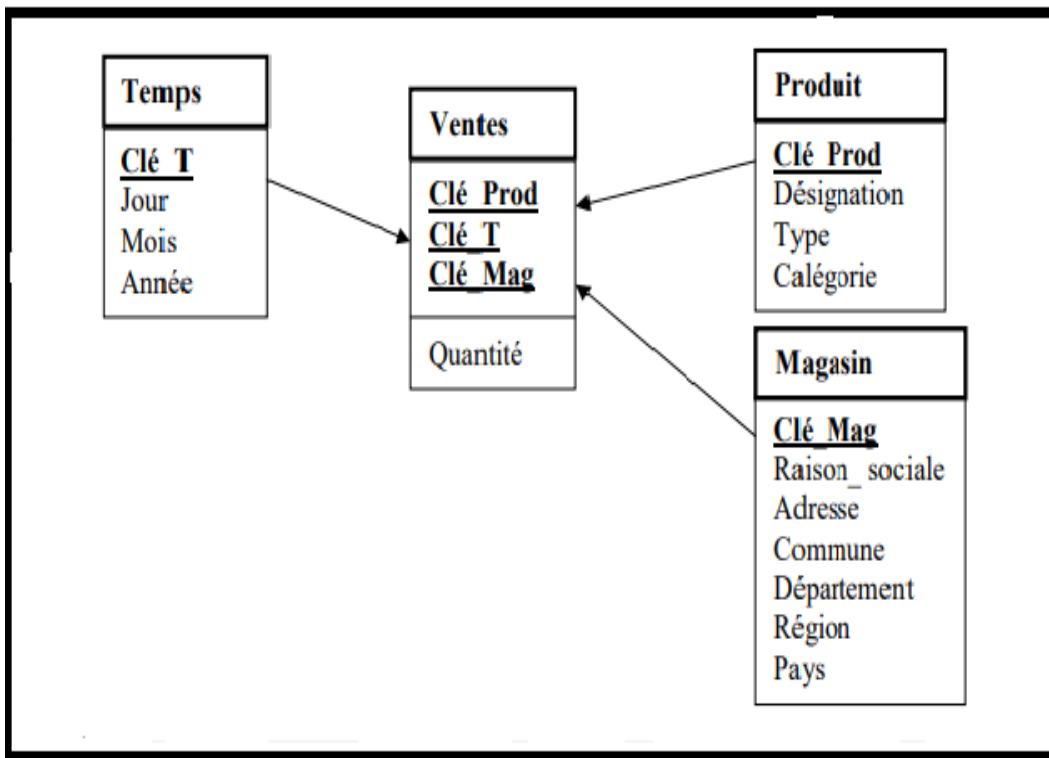 Temps
Clé_T
Jour
Mois
Année
Ventes
Clé_Prod
Clé_T
Clé_Mag
Quantité
Produit
Clé_Prod
Désignation
Type
Calégorie
Magasin
Clé_Mag
Raison_ sociale
Adresse
Commune
Département
Région
Pays